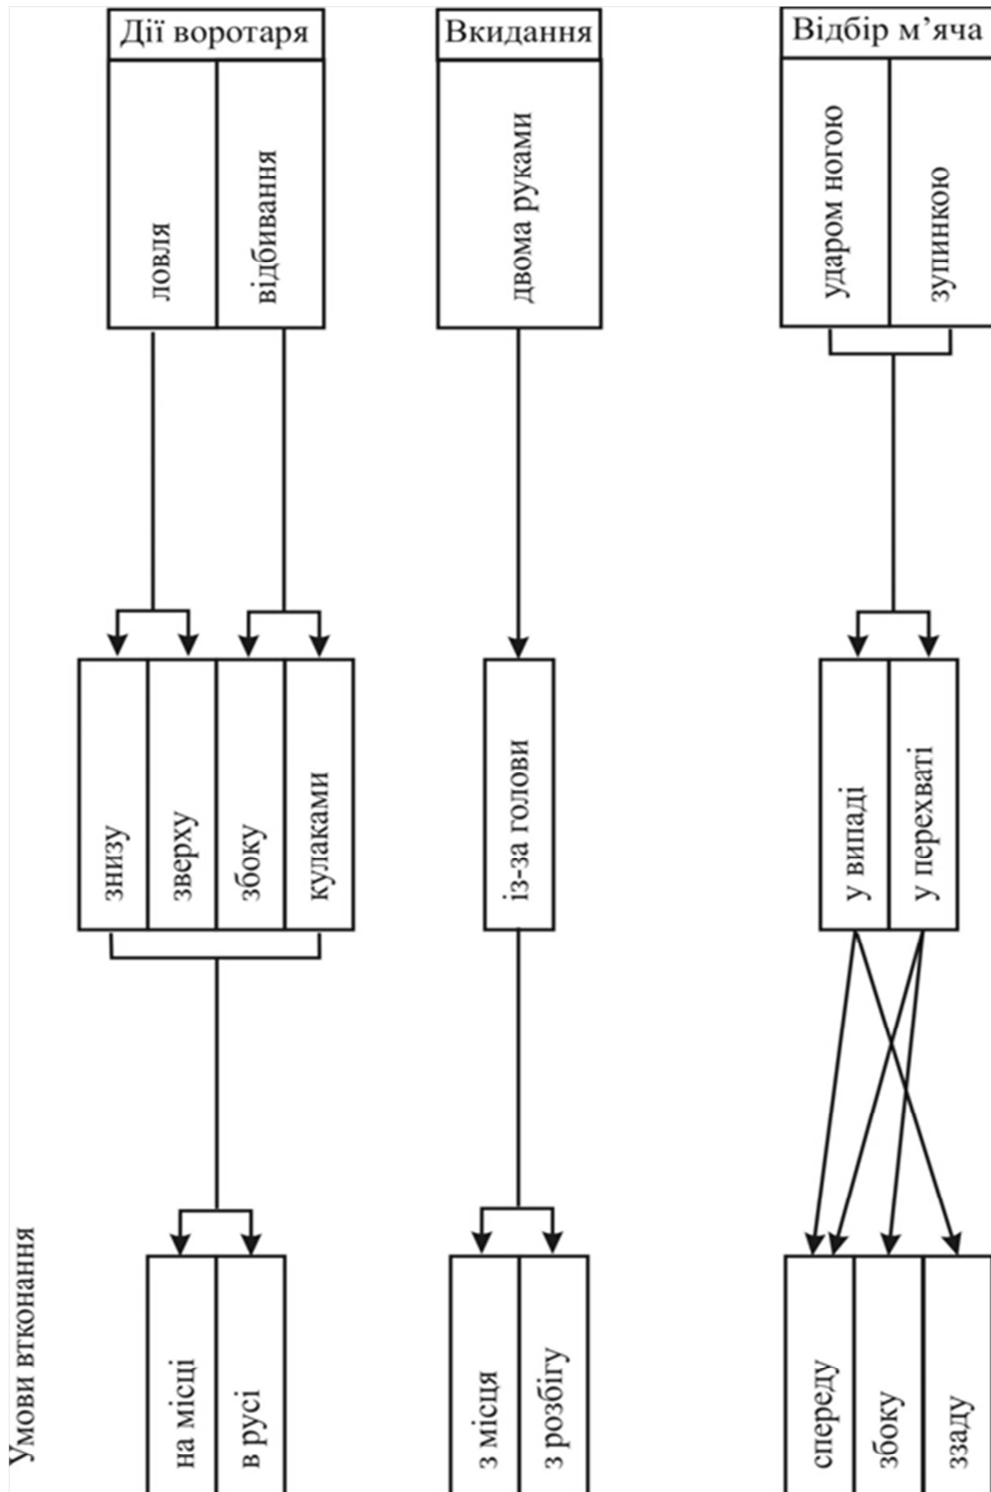 Дії воротаря
Вкидання
Відбір м’яча
ловля
відбивання
двома руками
ударом ногою
зупинкою
знизу
зверху
збоку
кулаками
із-за голови
у випаді
у перехваті
Умови втконання
на місці
в русі
з місця
з розбігу
спереду
збоку
ззаду